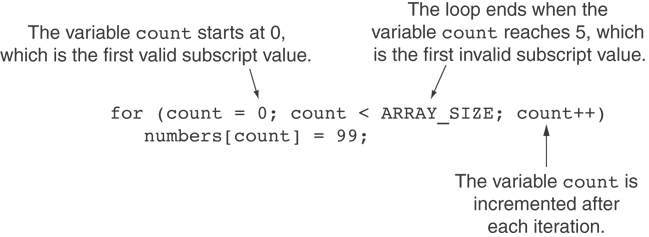 The variable count starts at 0,
which is the first valid subscript value.
The loop ends when the
variable count reaches 5, which
is the first invalid subscript value.
for (count = 0; count < ARRAY_SIZE; count++)
numbers[count] = 99;
The variable count is
incremented after
each iteration.